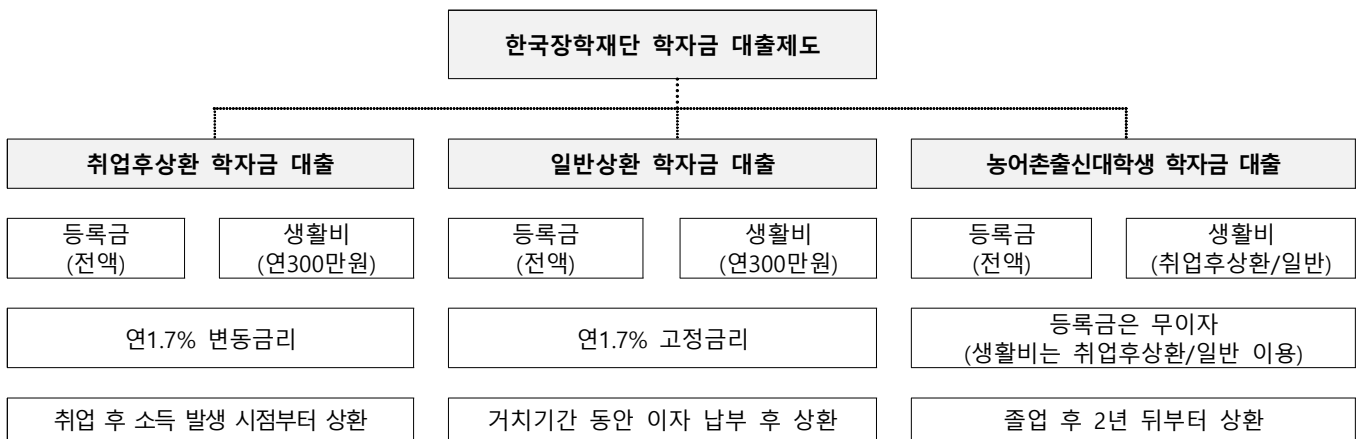 한국장학재단 학자금 대출제도
취업후상환 학자금 대출
일반상환 학자금 대출
농어촌출신대학생 학자금 대출
등록금
(전액)
생활비
(연300만원)
등록금
(전액)
생활비
(연300만원)
등록금
(전액)
생활비
(취업후상환/일반)
연1.7% 변동금리
연1.7% 고정금리
등록금은 무이자
(생활비는 취업후상환/일반 이용)
취업 후 소득 발생 시점부터 상환
거치기간 동안 이자 납부 후 상환
졸업 후 2년 뒤부터 상환